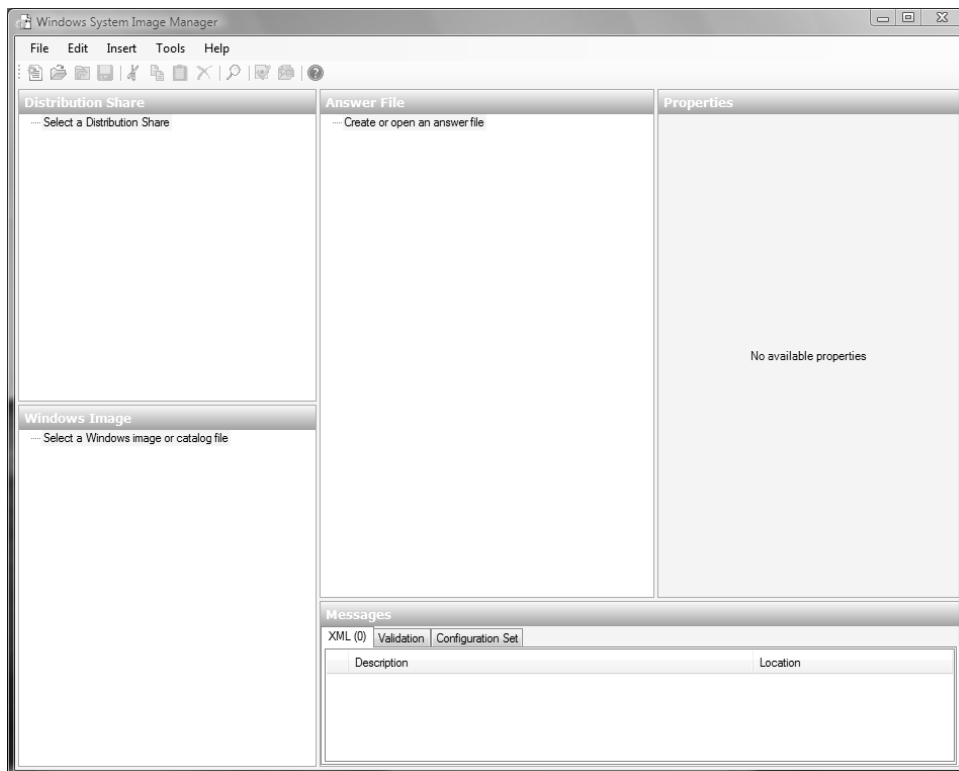 Windows System Image Manager
File Edit Insert Tools Help
Distribution Share
Select a Distribution Share
Answer File
Create or open an answer file
Properties
No available properties
Windows Image
Select a Windows image or catalog file
Messages
XML (0) Validation Configuration Set
Description Location